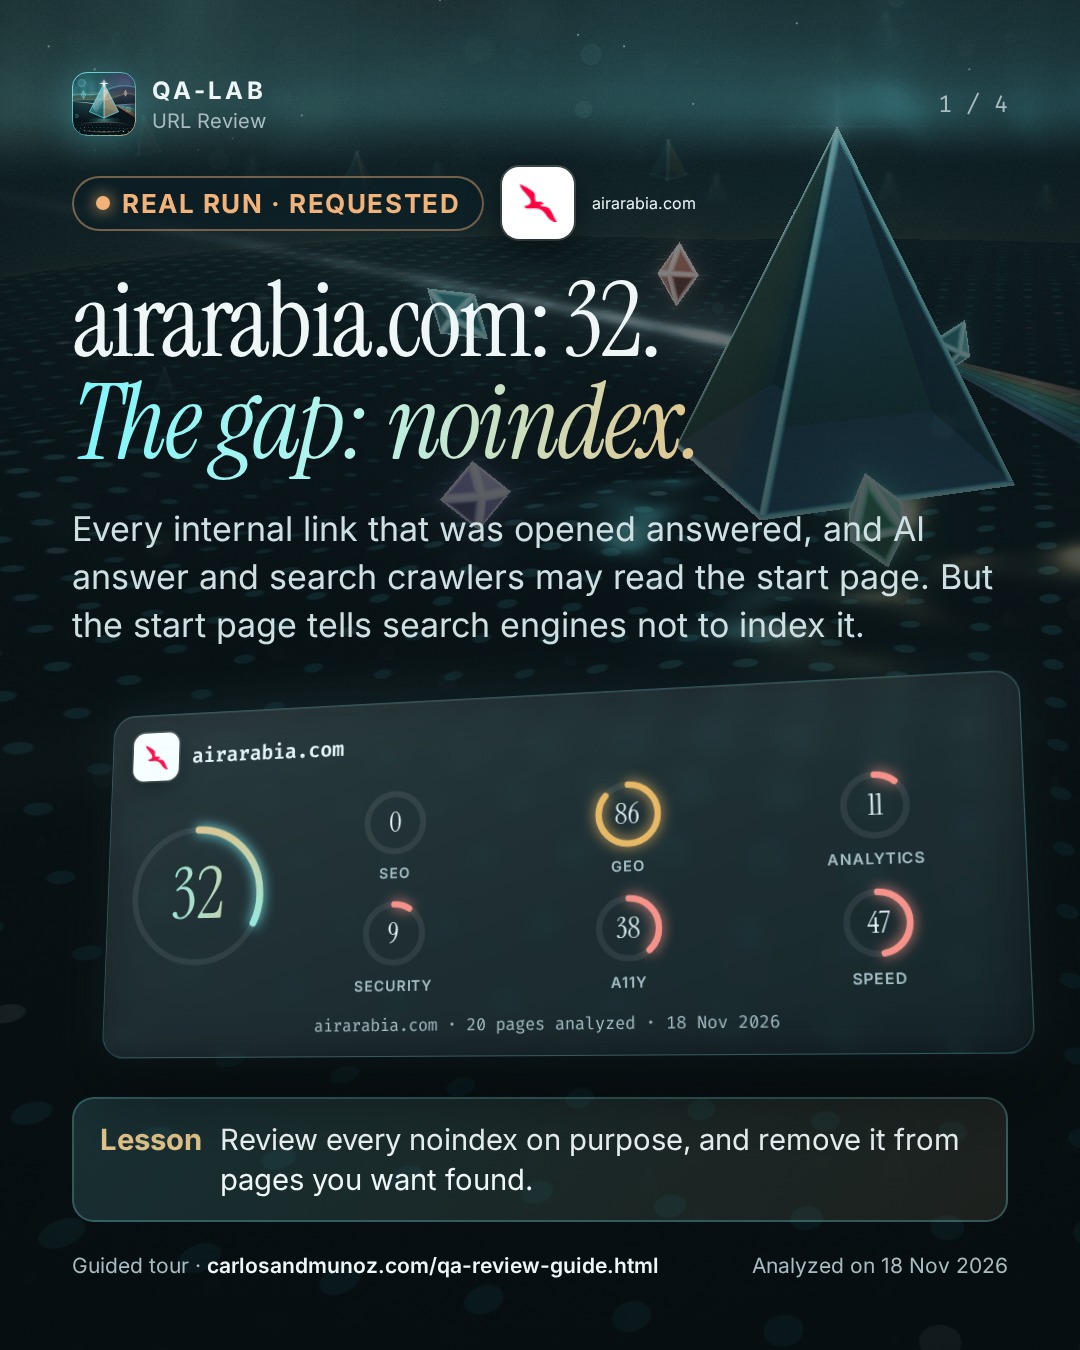 QA-LAB
URL Review
1 / 4
REAL RUN · REQUESTED
airarabia.com
airarabia.com: 32.
The gap: noindex.
Every internal link that was opened answered, and AI
answer and search crawlers may read the start page. But
the start page tells search engines not to index it.
airarabia.com
32
0
SEO
86
GEO
11
ANALYTICS
9
SECURITY
38
A11Y
47
SPEED
airarabia.com · 20 pages analyzed · 18 Nov 2026
Lesson Review every noindex on purpose, and remove it from
pages you want found.
Guided tour · carlosandmunoz.com/qa-review-guide.html
Analyzed on 18 Nov 2026